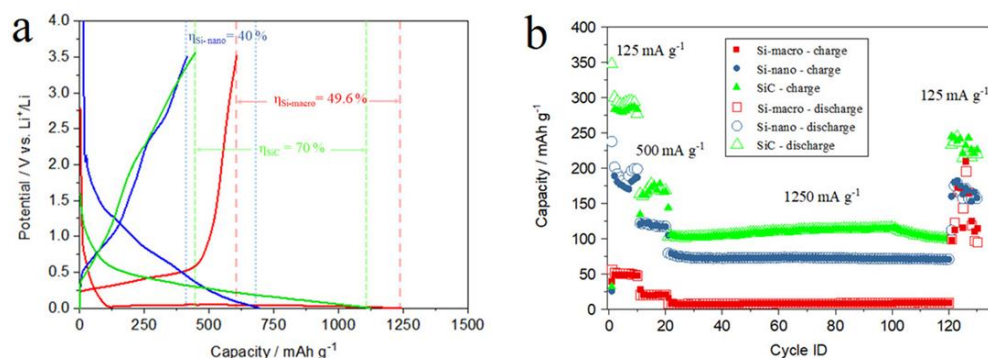 a
4.0
3.5
3.0
2.5
2.0
1.5
1.0
0.5
0.0
Potential / V vs. Li⁺/Li
ηSi-nano= 40 %
ηSi-macro= 49.6 %
ηSiC = 70 %
0 250 500 750 1000 1250 1500
Capacity / mAh g⁻¹
b
400
350
300
250
200
150
100
50
0
Capacity / mAh g⁻¹
125 mA g⁻¹
500 mA g⁻¹
1250 mA g⁻¹
125 mA g⁻¹
Si-macro - charge
Si-nano - charge
SiC - charge
Si-macro - discharge
Si-nano - discharge
SiC - discharge
0 20 40 60 80 100 120
Cycle ID